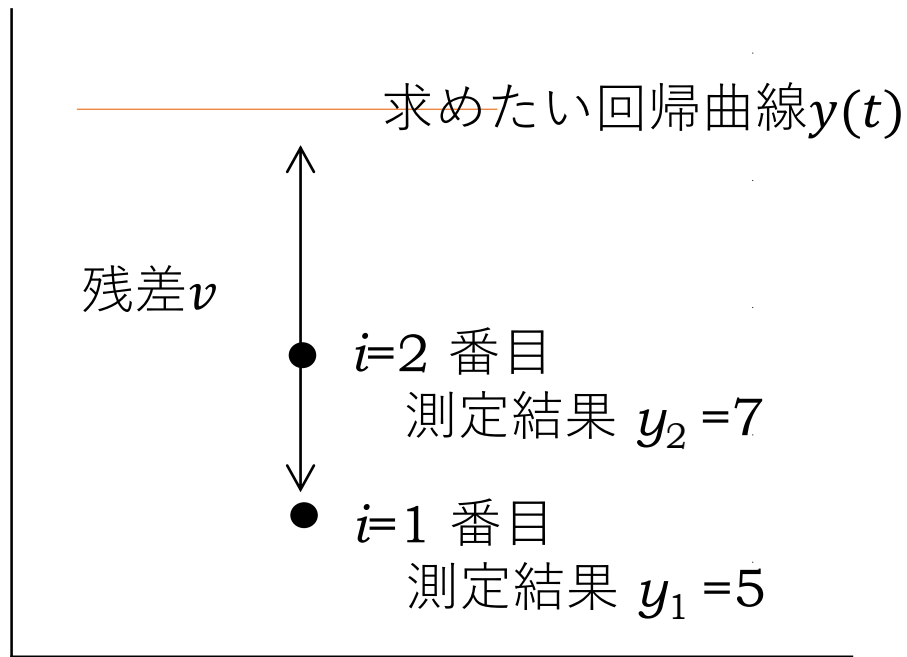 求めたい回帰曲線y(t)
残差v
i=2 番目
測定結果 y₂ =7
i=1 番目
測定結果 y₁ =5